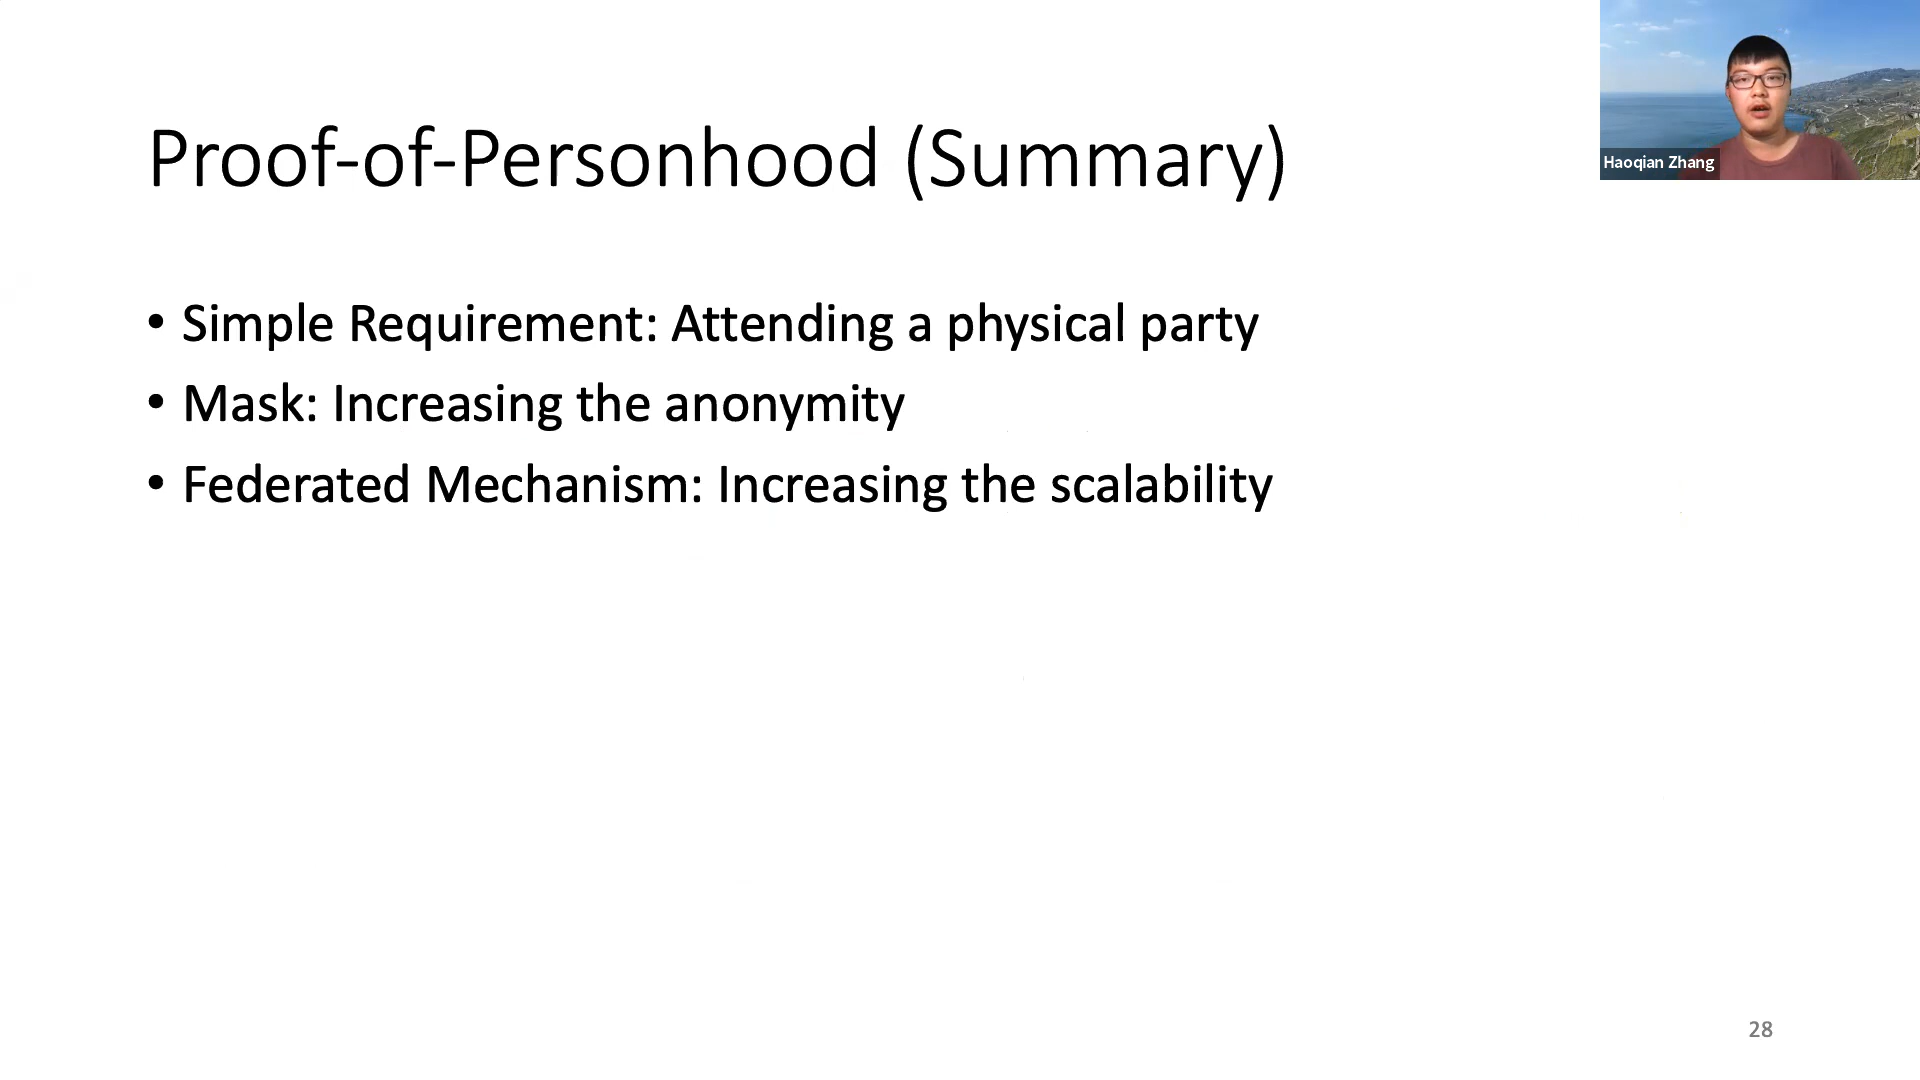 Proof-of-Personhood (Summary)
Haoqian Zhang
• Simple Requirement: Attending a physical party
• Mask: Increasing the anonymity
• Federated Mechanism: Increasing the scalability
28